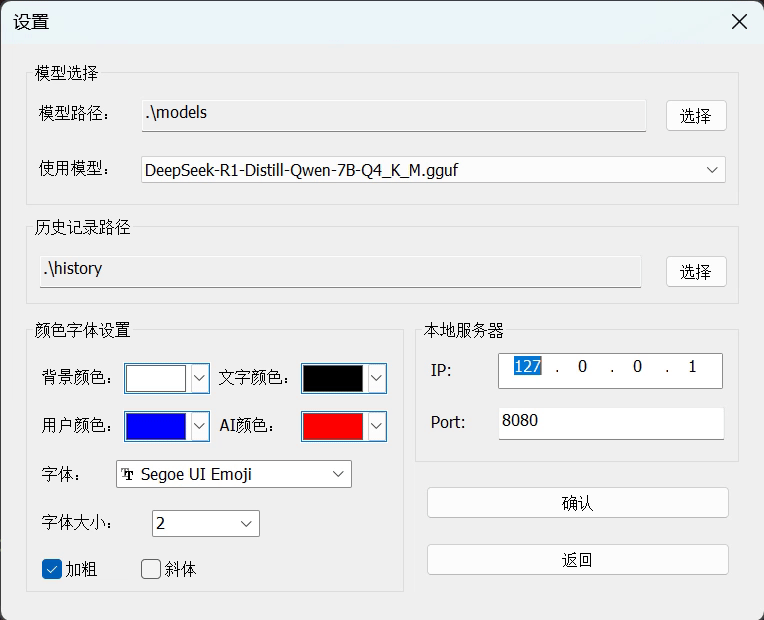 设置
模型选择
模型路径： .\models 选择
使用模型： DeepSeek-R1-Distill-Qwen-7B-Q4_K_M.gguf
历史记录路径
.\history 选择
颜色字体设置
背景颜色： 文字颜色：
用户颜色： AI颜色：
字体： Segoe UI Emoji
字体大小： 2
加粗 斜体
本地服务器
IP: 127 . 0 . 0 . 1
Port: 8080
确认
返回